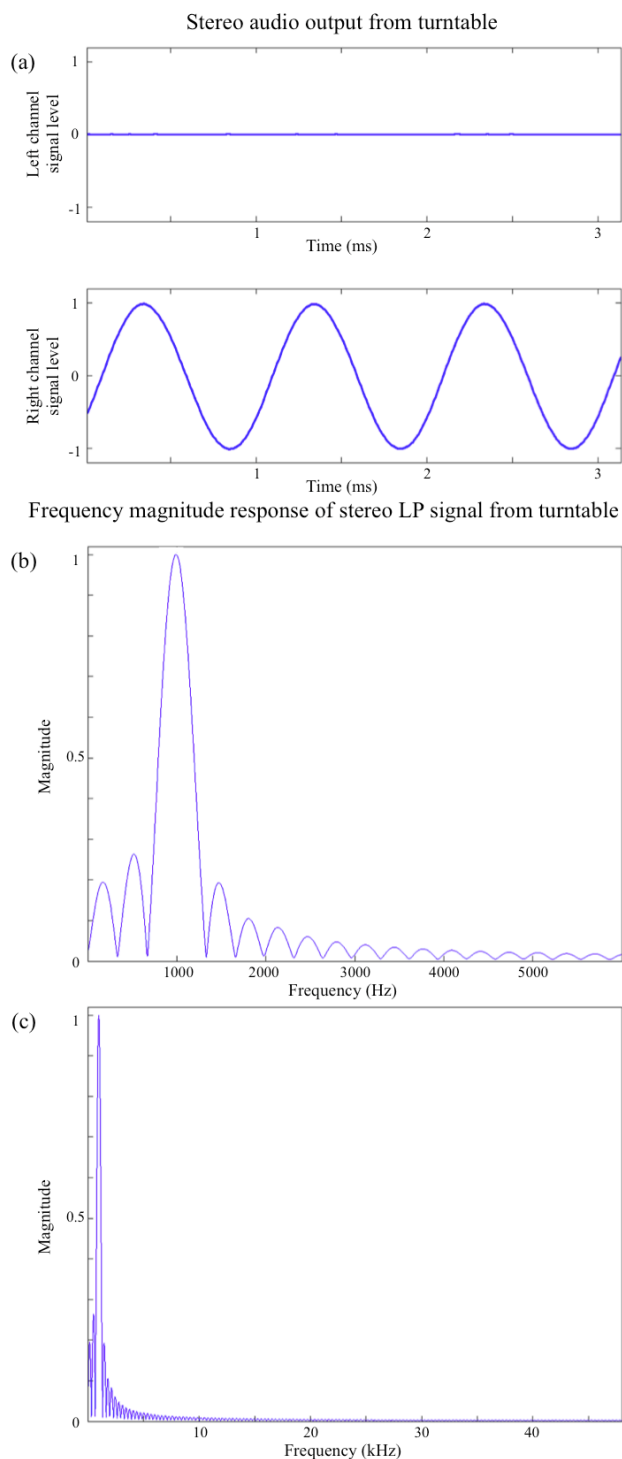 Stereo audio output from turntable
(a)
Left channel
signal level
1
0
-1
1
2
3
Time (ms)
Right channel
signal level
1
0
-1
1
2
3
Time (ms)
Frequency magnitude response of stereo LP signal from turntable
(b)
Magnitude
1
0.5
0
1000
2000
3000
4000
5000
Frequency (Hz)
(c)
Magnitude
1
0.5
0
10
20
30
40
Frequency (kHz)